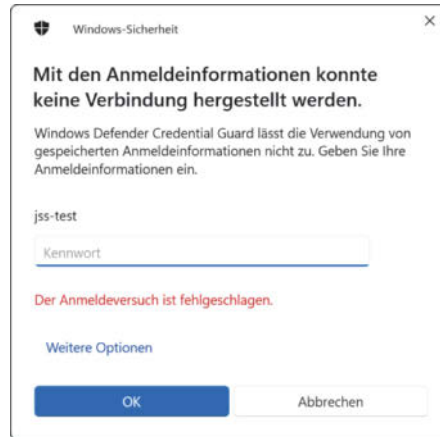 Windows-Sicherheit
Mit den Anmeldeinformationen konnte
keine Verbindung hergestellt werden.
Windows Defender Credential Guard lässt die Verwendung von
gespeicherten Anmeldeinformationen nicht zu. Geben Sie Ihre
Anmeldeinformationen ein.
jss-test
Kennwort
Der Anmeldeversuch ist fehlgeschlagen.
Weitere Optionen
OK Abbrechen